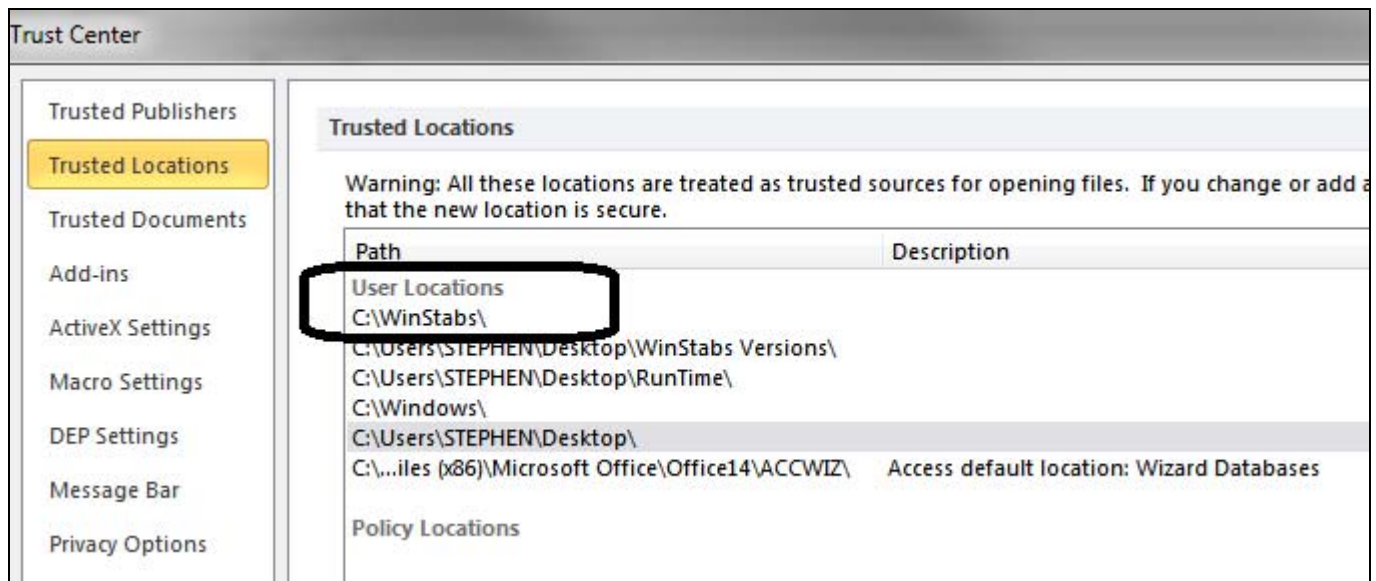 Trust Center
Trusted Publishers
Trusted Locations
Trusted Documents
Add-ins
ActiveX Settings
Macro Settings
DEP Settings
Message Bar
Privacy Options
Trusted Locations
Warning: All these locations are treated as trusted sources for opening files. If you change or add a
that the new location is secure.
Path Description
User Locations
C:\WinStabs\
C:\Users\STEPHEN\Desktop\WinStabs Versions\
C:\Users\STEPHEN\Desktop\RunTime\
C:\Windows\
C:\Users\STEPHEN\Desktop\
C:\...iles (x86)\Microsoft Office\Office14\ACCWIZ\ Access default location: Wizard Databases
Policy Locations